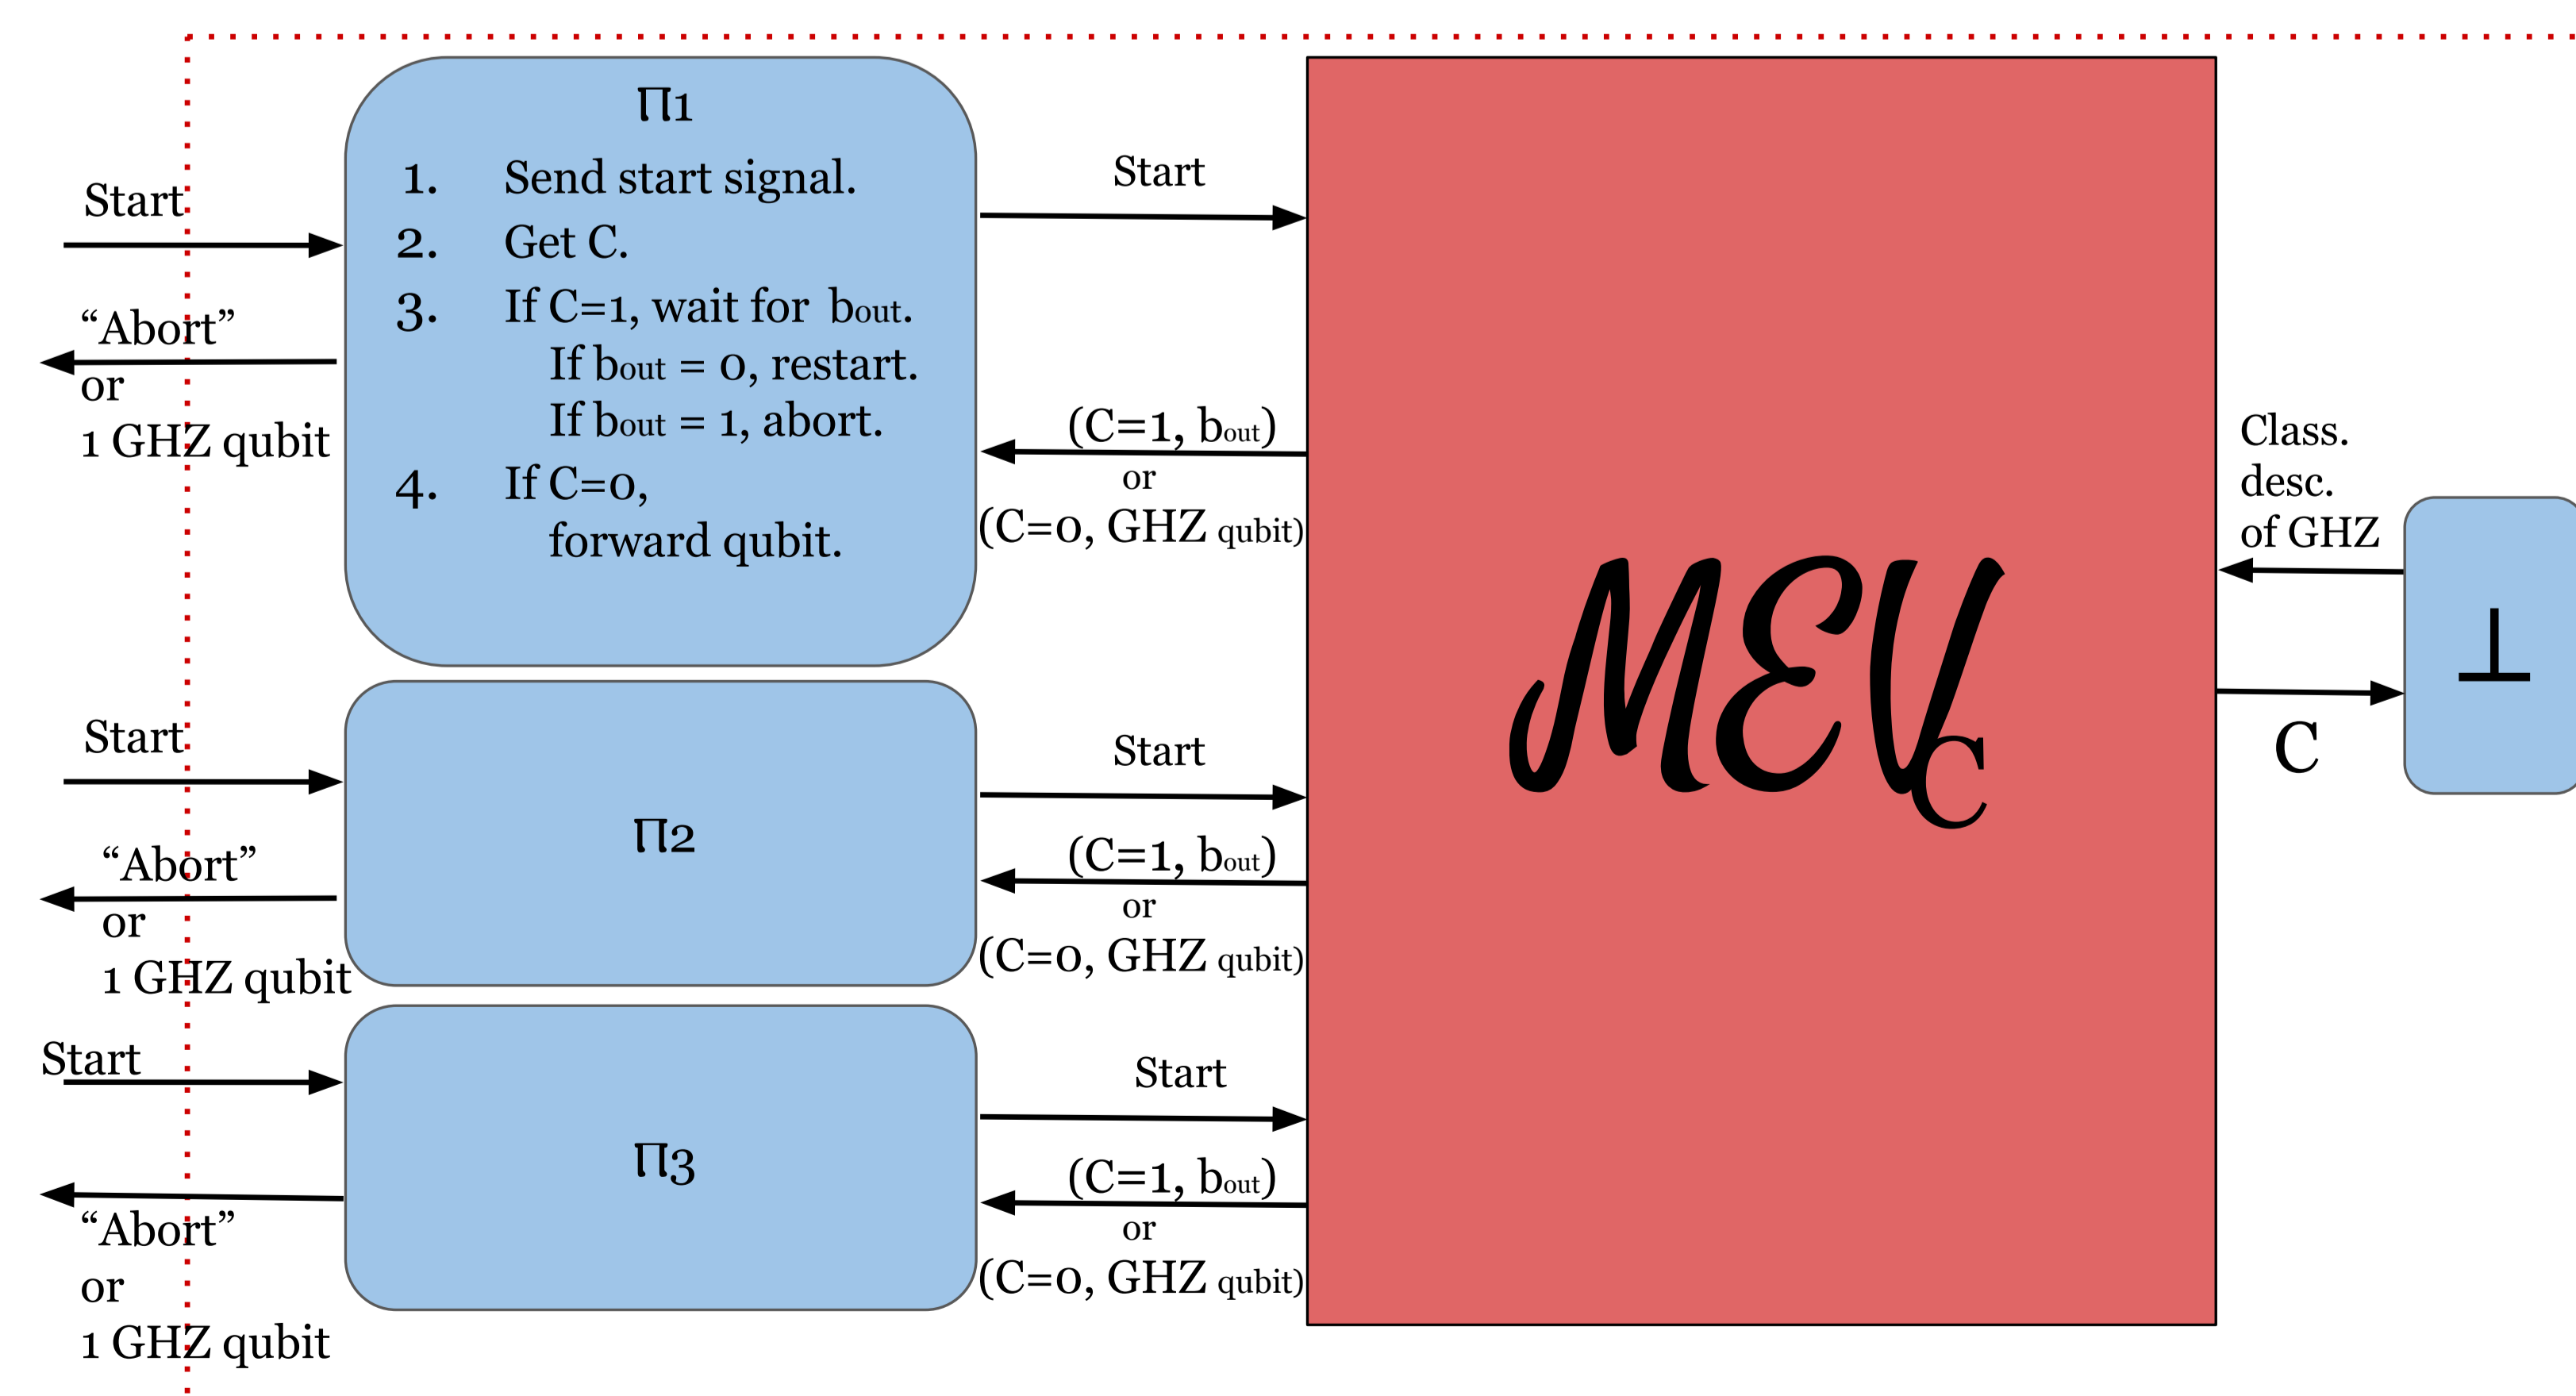 Π1
1. Send start signal.
2. Get C.
3. If C=1, wait for bout.
If bout = 0, restart.
If bout = 1, abort.
4. If C=0,
forward qubit.
Start
“Abort”
or
1 GHZ qubit
Start
(C=1, bout)
or
(C=0, GHZ qubit)
Π2
Start
“Abort”
or
1 GHZ qubit
Start
(C=1, bout)
or
(C=0, GHZ qubit)
Π3
Start
“Abort”
or
1 GHZ qubit
Start
(C=1, bout)
or
(C=0, GHZ qubit)
MEVC
Class.
desc.
of GHZ
C
⊥